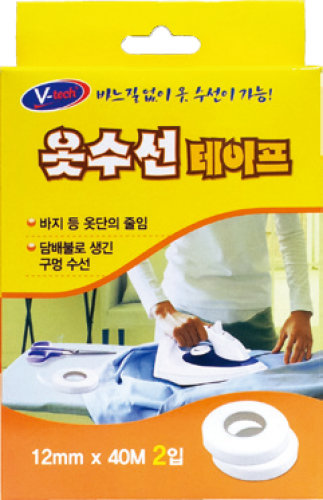 V-tech
바느질 없이 옷, 수선이 가능!
옷수선 테이프
바지 등 옷단의 줄임
담배불로 생긴
구멍 수선
12mm x 40M 2입